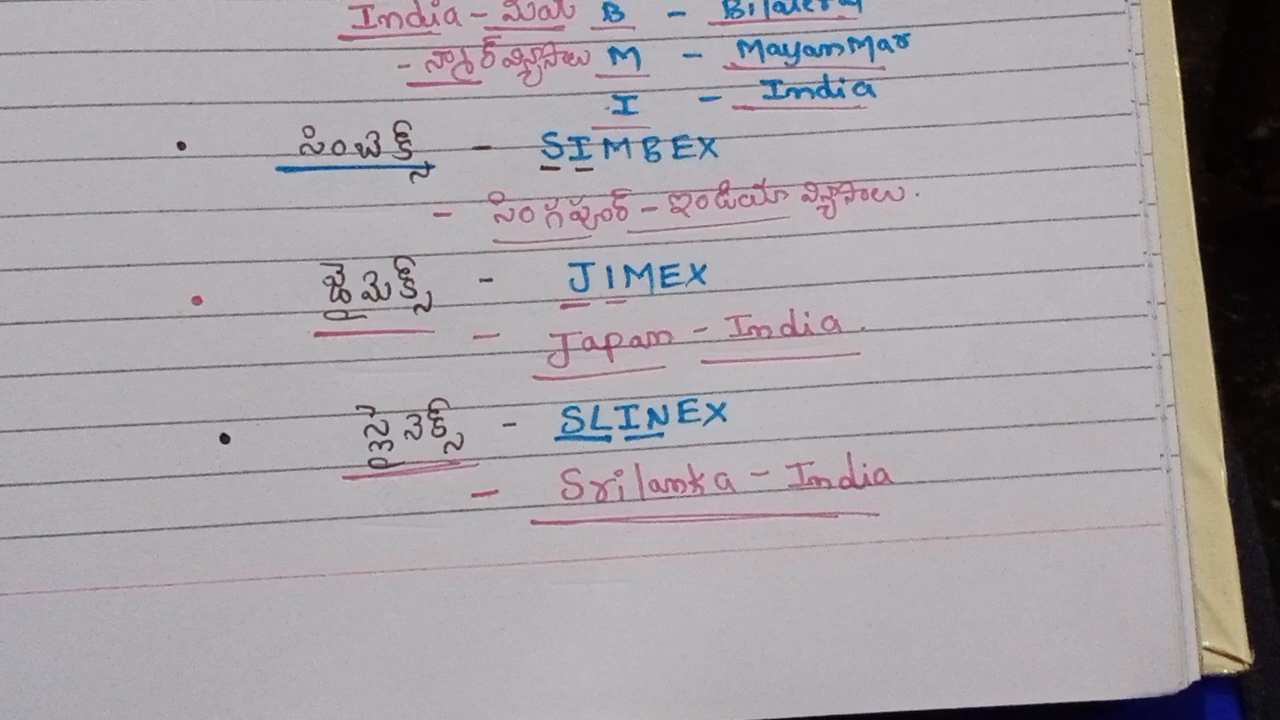 India - మియా B - Bilateral
- న్మార్ విన్యాసాలు M - MayanMar
I - India
• సింబెక్స్ - SIMBEX
- సింగపూర్ - ఇండియా విన్యాసాలు.
• జైమెక్స్ - JIMEX
- Japan - India.
• స్లైనెక్స్ - SLINEX
- Srilanka - India